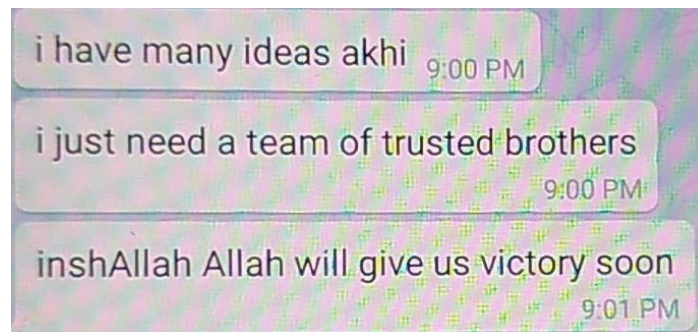 i have many ideas akhi
9:00 PM
i just need a team of trusted brothers
9:00 PM
inshAllah Allah will give us victory soon
9:01 PM